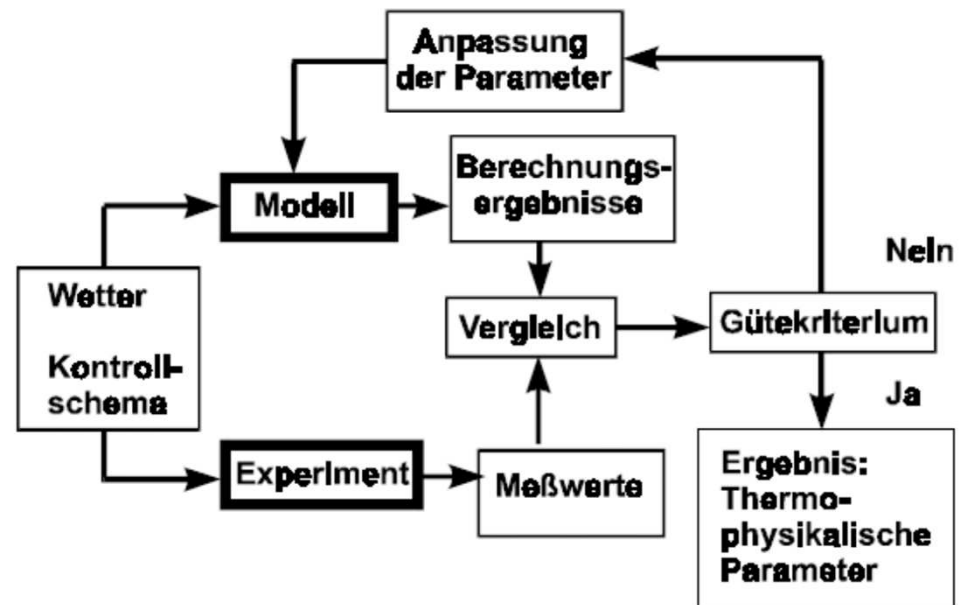 Anpassung
der Parameter
Modell
Berechnungs-
ergebnisse
Nein
Wetter
Kontroll-
schema
Vergleich
Gütekriterium
Ja
Experiment
Meßwerte
Ergebnis:
Thermo-
physikalische
Parameter